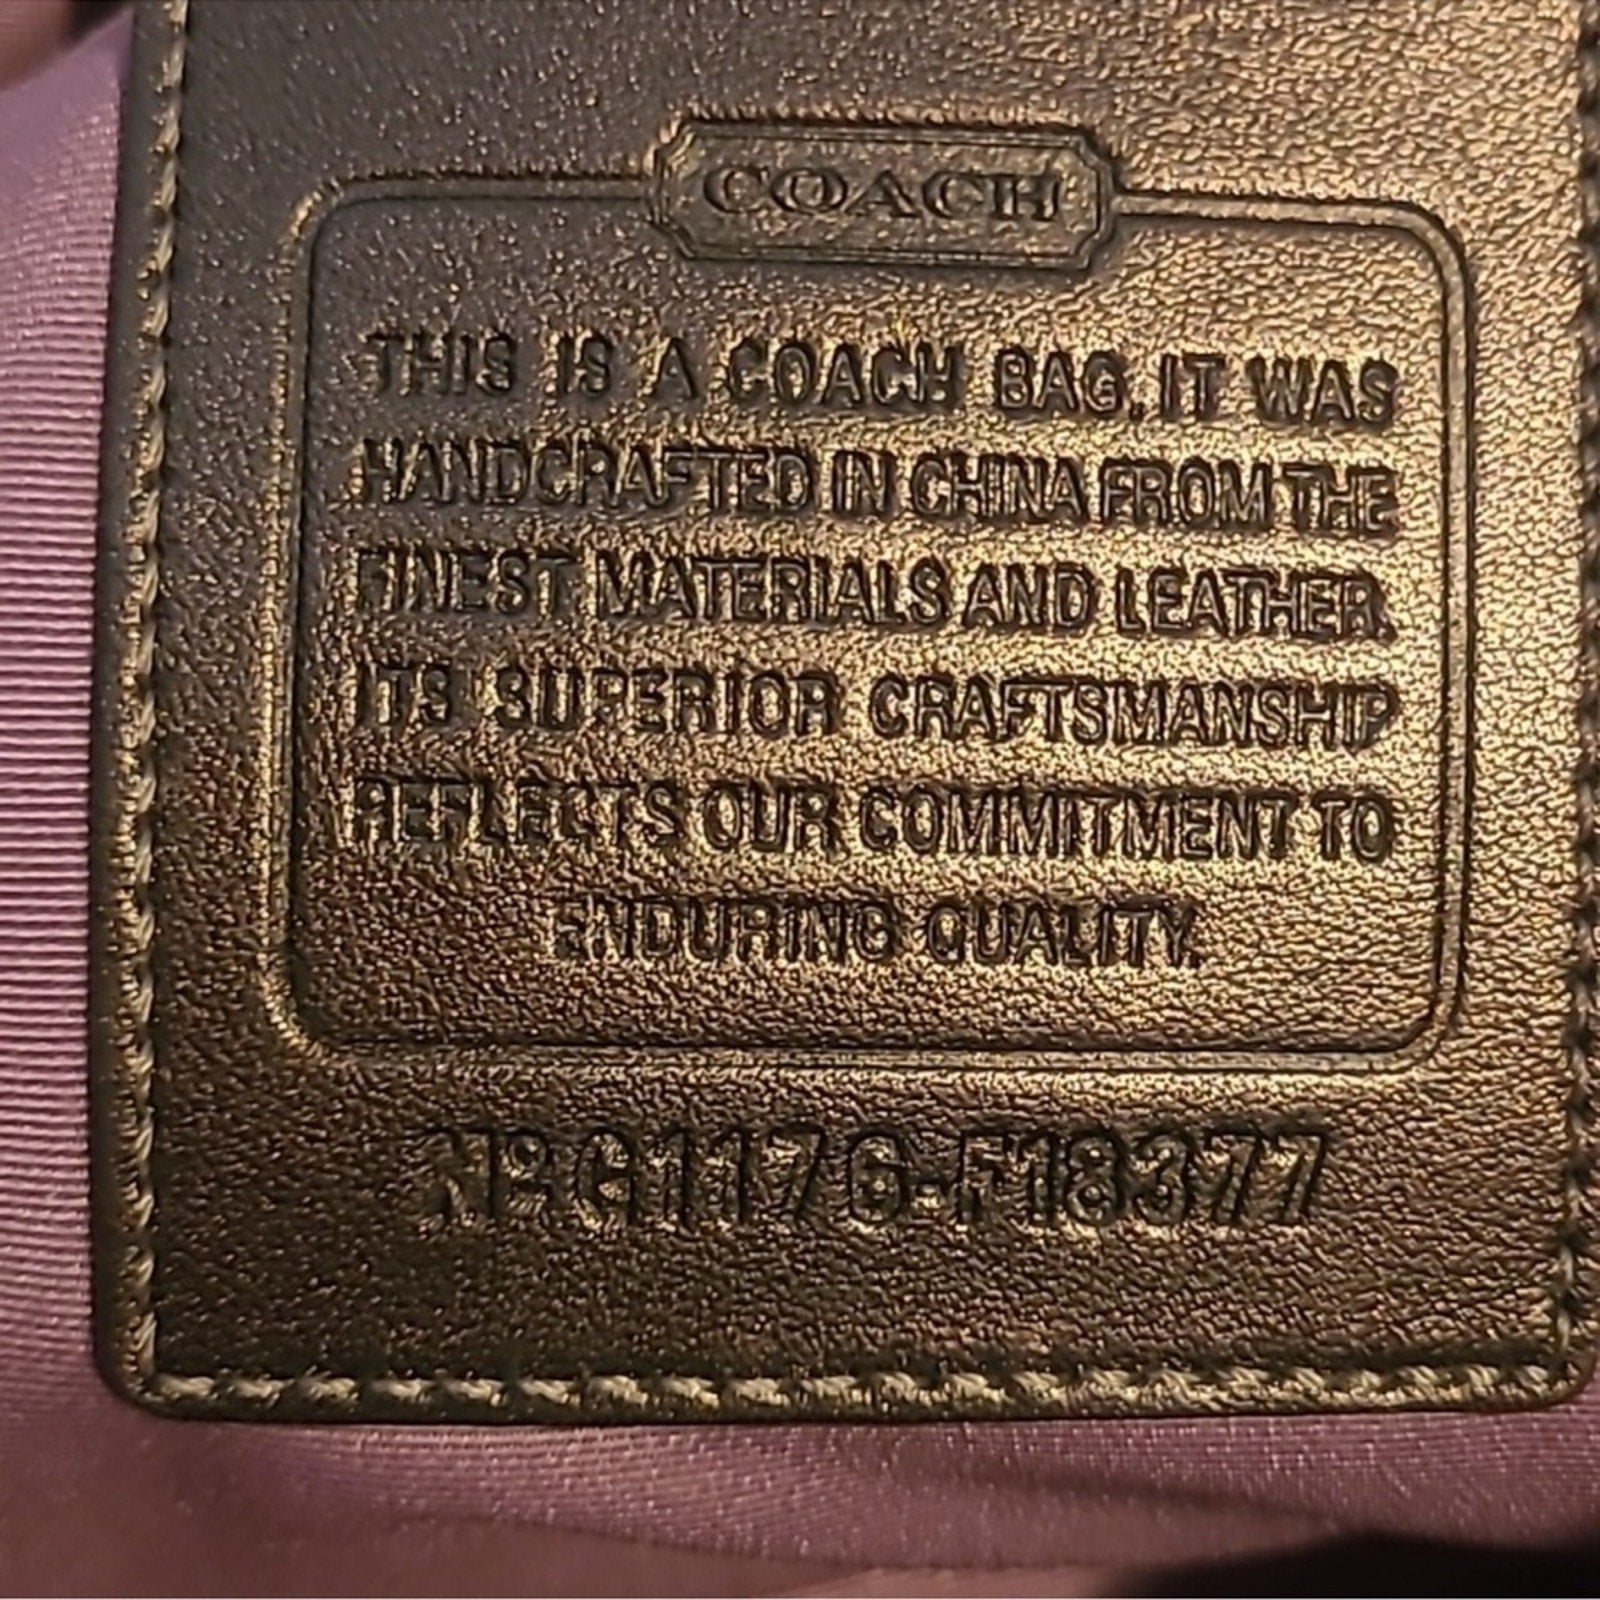 COACH
THIS IS A COACH BAG. IT WAS
HANDCRAFTED IN CHINA FROM THE
FINEST MATERIALS AND LEATHER.
ITS SUPERIOR CRAFTSMANSHIP
REFLECTS OUR COMMITMENT TO
ENDURING QUALITY.
Nº G1176-F18377